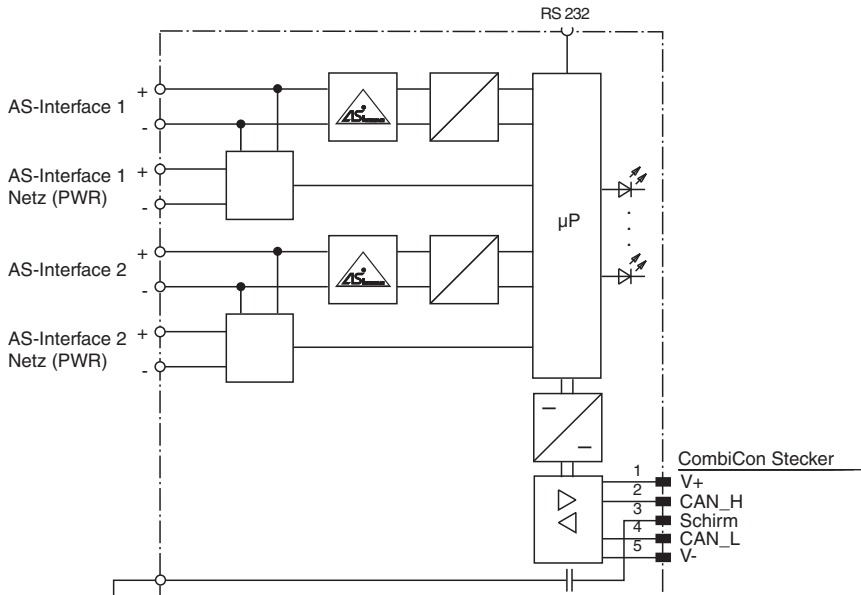 RS 232
AS-Interface 1
+
-
AS-Interface 1
Netz (PWR)
+
-
µP
AS-Interface 2
+
-
AS-Interface 2
Netz (PWR)
+
-
CombiCon Stecker
1 V+
2 CAN_H
3 Schirm
4 CAN_L
5 V-